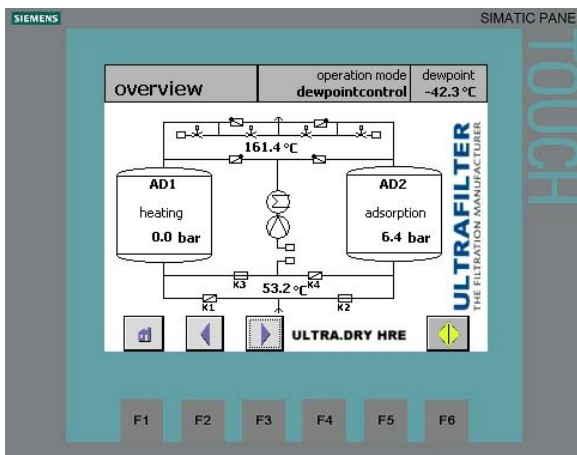 SIEMENS
SIMATIC PANE
TOUCH
overview
operation mode
dewpointcontrol
dewpoint
-42.3 °C
161.4 °C
AD1
heating
0.0 bar
AD2
adsorption
6.4 bar
K3
53.2 °C
K4
K1
K2
ULTRAFILTER
THE FILTRATION MANUFACTURER
ULTRA.DRY HRE
F1
F2
F3
F4
F5
F6